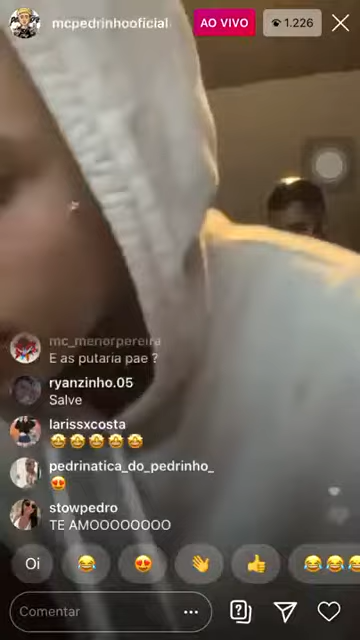 mcpedrinhooficial AO VIVO 1.226
mc_menorpereira
E as putaria pae ?
ryanzinho.05
Salve
larissxcosta
🤩🤩🤩🤩🤩
pedrinatica_do_pedrinho_
😍
stowpedro
TE AMOOOOOOOO
Oi 😂 😍 👋 👍 😂😂😂
Comentar